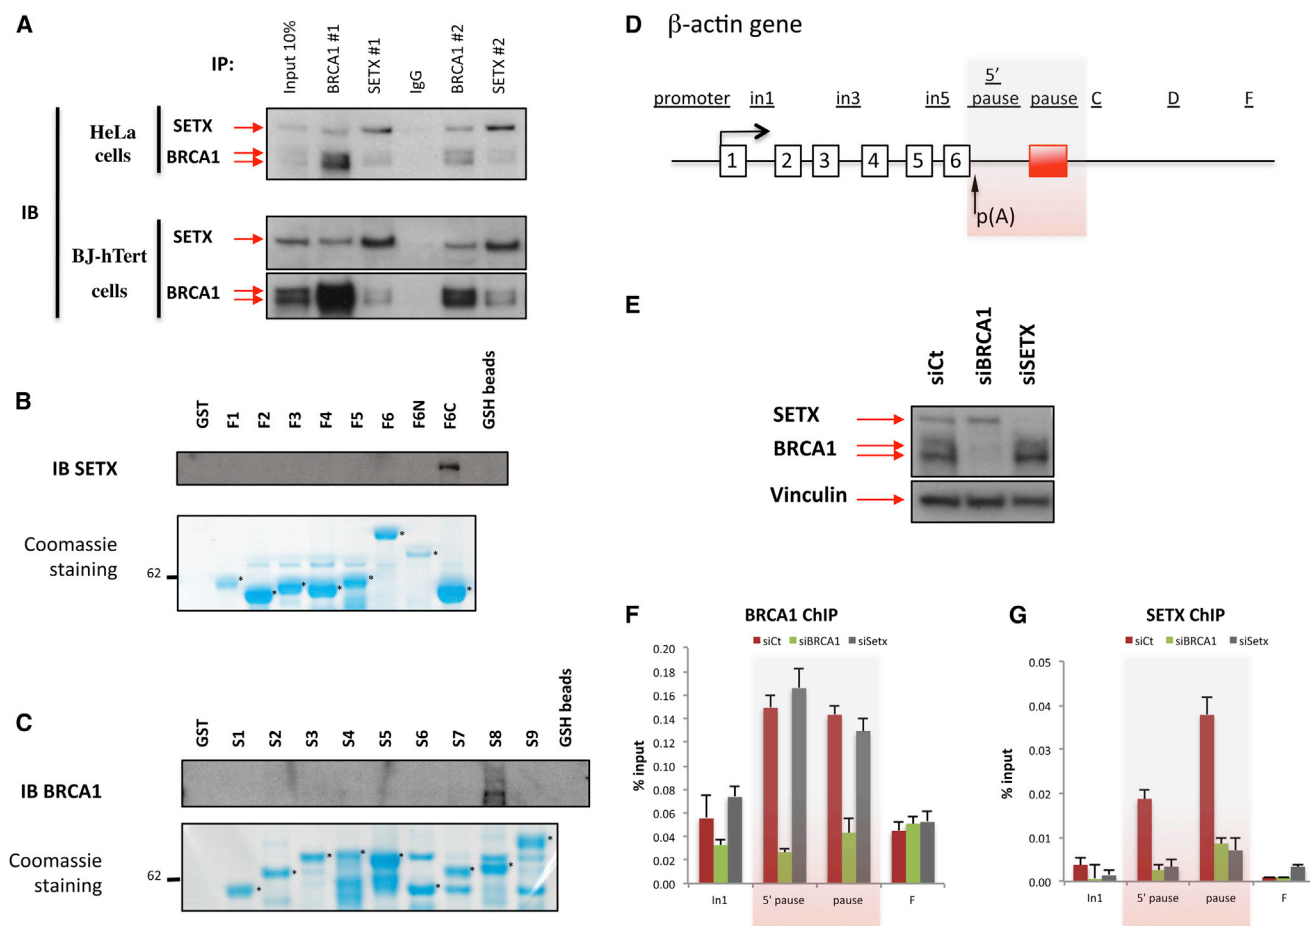 A
IP:
Input 10%
BRCA1 #1
SETX #1
IgG
BRCA1 #2
SETX #2
IB
HeLa
cells
SETX
BRCA1
BJ-hTert
cells
SETX
BRCA1
B
GST
F1
F2
F3
F4
F5
F6
F6N
F6C
GSH beads
IB SETX
Coomassie
staining
62
* * * * * * * *
C
GST
S1
S2
S3
S4
S5
S6
S7
S8
S9
GSH beads
IB BRCA1
Coomassie
staining
62
* * * * * * * * *
D
β-actin gene
promoter in1 in3 in5 5' pause pause C D F
1 2 3 4 5 6
p(A)
E
siCt
siBRCA1
siSETX
SETX
BRCA1
Vinculin
F
BRCA1 ChIP
siCt siBRCA1 siSetx
% input
0.20
0.18
0.16
0.14
0.12
0.10
0.08
0.06
0.04
0.02
0.00
In1 5' pause pause F
G
SETX ChIP
siCt siBRCA1 siSetx
% input
0.05
0.04
0.03
0.02
0.01
0.00
In1 5' pause pause F